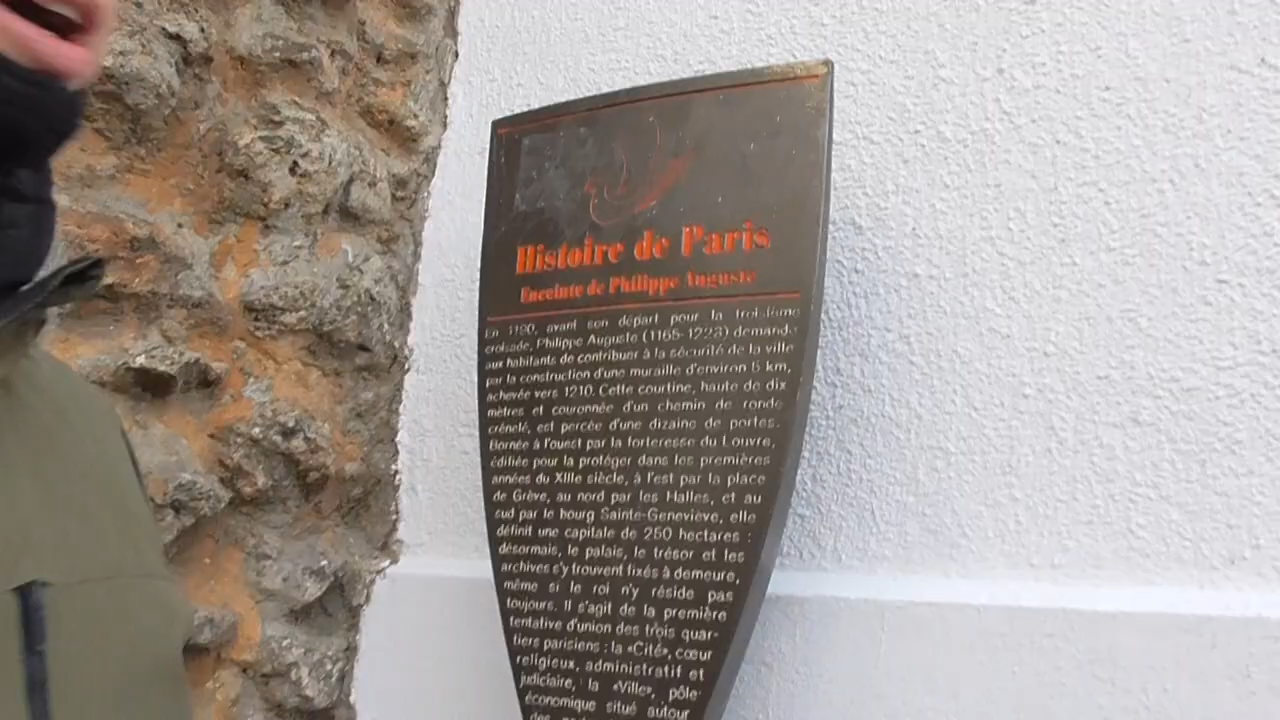 Histoire de Paris
Enceinte de Philippe Auguste
En 1190, avant son départ pour la troisième
croisade, Philippe Auguste (1165-1223) demande
aux habitants de contribuer à la sécurité de la ville
par la construction d'une muraille d'environ 5 km,
achevée vers 1210. Cette courtine, haute de dix
mètres et couronnée d'un chemin de ronde
crénelé, est percée d'une dizaine de portes.
Bornée à l'ouest par la forteresse du Louvre,
édifiée pour la protéger dans les premières
années du XIIIe siècle, à l'est par la place
de Grève, au nord par les Halles, et au
sud par le bourg Sainte-Geneviève, elle
définit une capitale de 250 hectares :
désormais, le palais, le trésor et les
archives s'y trouvent fixés à demeure,
même si le roi n'y réside pas
toujours. Il s'agit de la première
tentative d'union des trois quar-
tiers parisiens : la «Cité», cœur
religieux, administratif et
judiciaire, la «Ville», pôle
économique situé autour
des